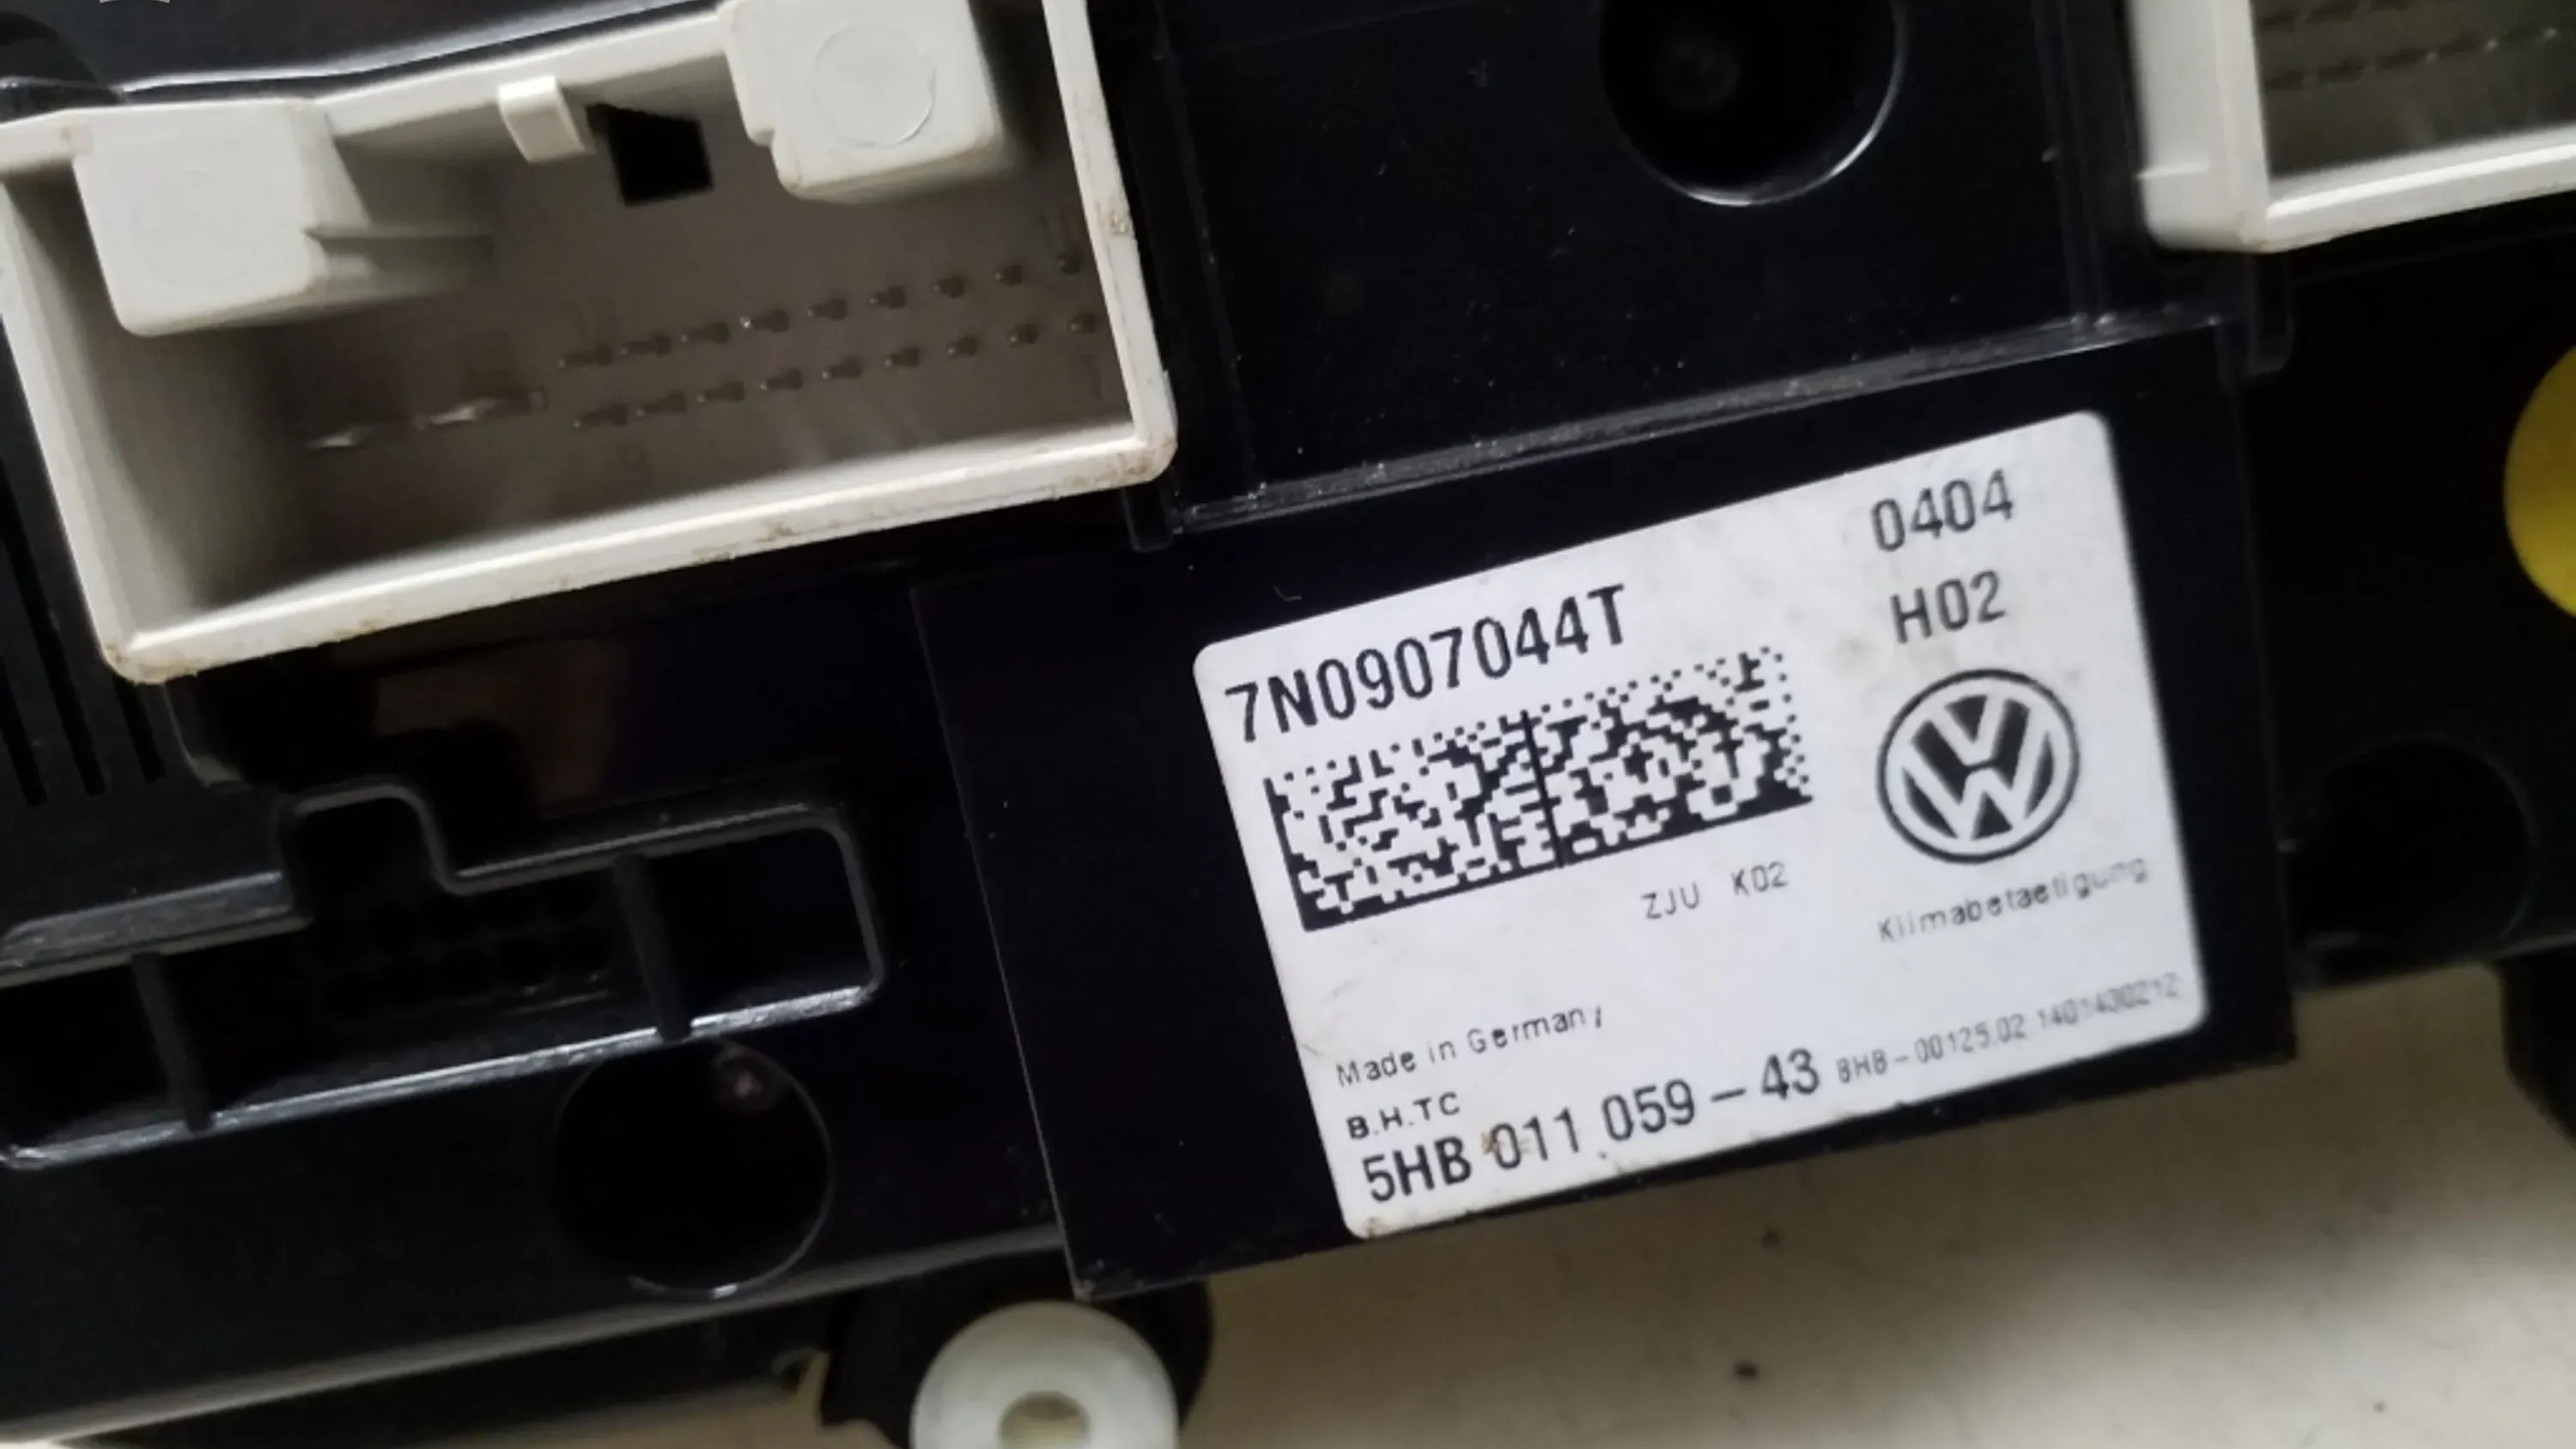 0404
7N0907044T
H02
ZJU K02
Klimabetaetigung
Made in Germany
B.H.TC
5HB 011 059-43